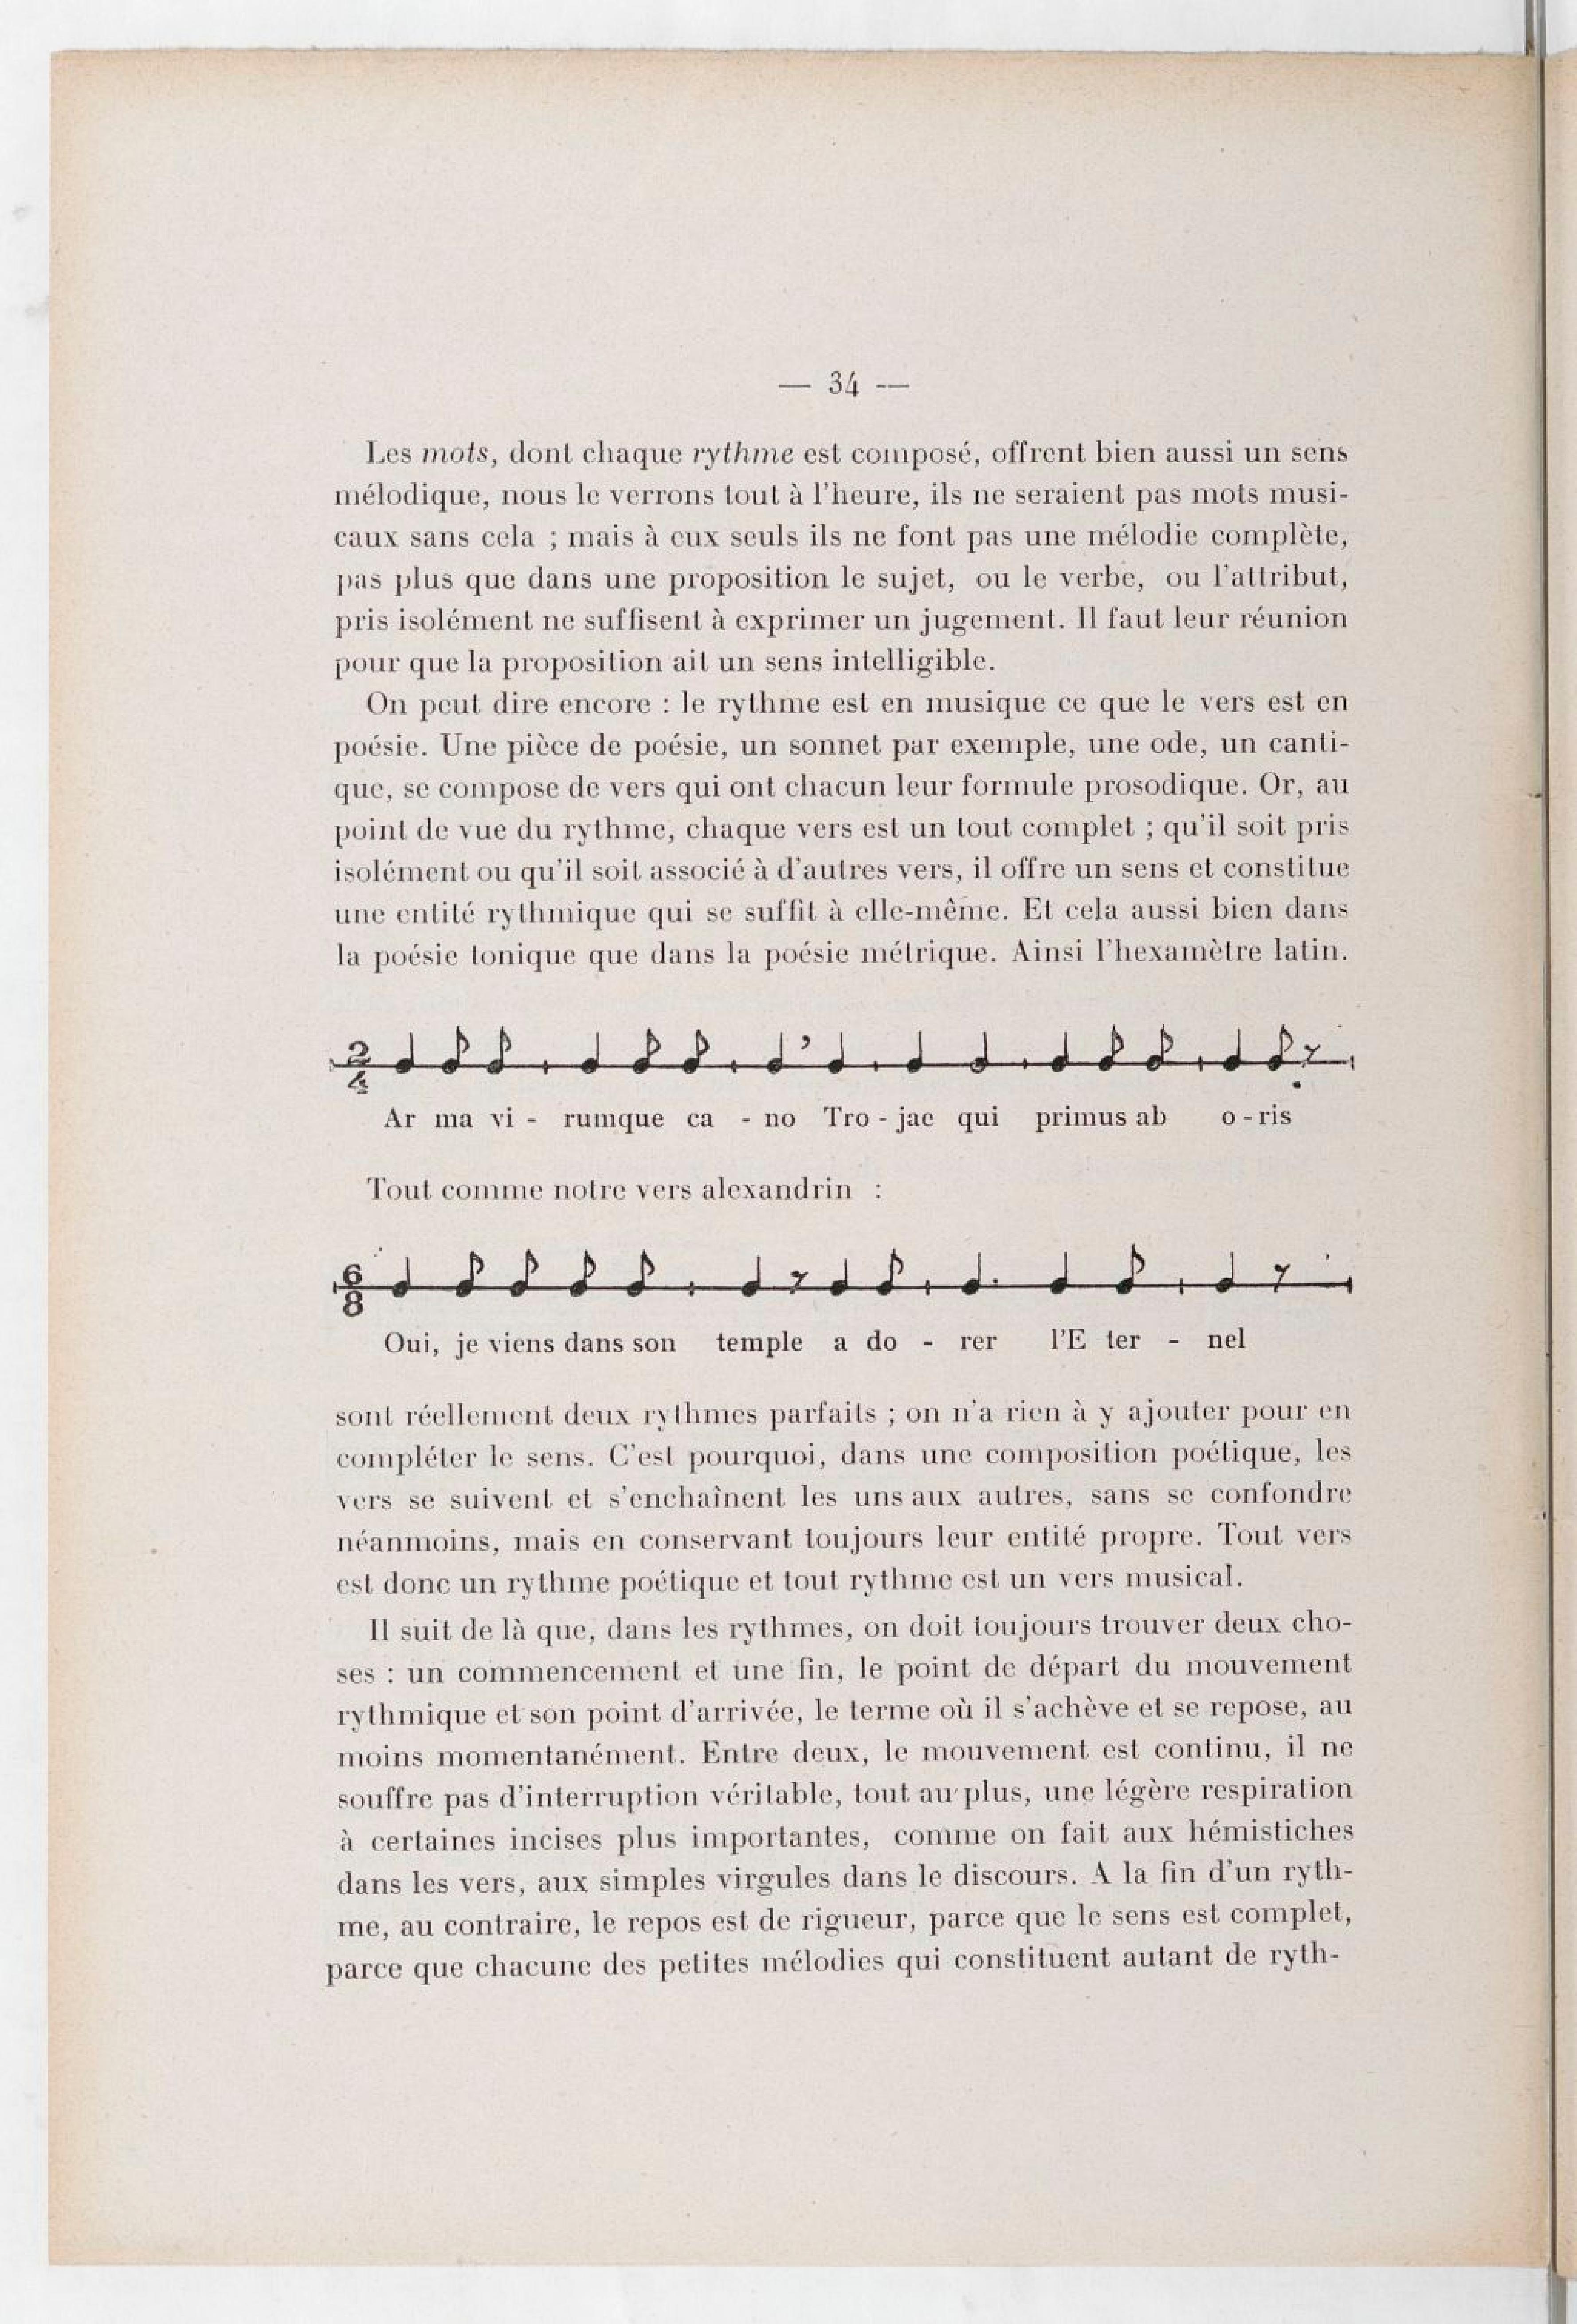 — 34 —
Les mots, dont chaque rythme est composé, offrent bien aussi un sens
mélodique, nous le verrons tout à l'heure, ils ne seraient pas mots musi-
caux sans cela ; mais à eux seuls ils ne font pas une mélodie complète,
pas plus que dans une proposition le sujet, ou le verbe, ou l'attribut,
pris isolément ne suffisent à exprimer un jugement. Il faut leur réunion
pour que la proposition ait un sens intelligible.
On peut dire encore : le rythme est en musique ce que le vers est en
poésie. Une pièce de poésie, un sonnet par exemple, une ode, un canti-
que, se compose de vers qui ont chacun leur formule prosodique. Or, au
point de vue du rythme, chaque vers est un tout complet ; qu'il soit pris
isolément ou qu'il soit associé à d'autres vers, il offre un sens et constitue
une entité rythmique qui se suffit à elle-même. Et cela aussi bien dans
la poésie tonique que dans la poésie métrique. Ainsi l'hexamètre latin.
2
4
Ar ma vi - rumque ca - no Tro - jae qui primus ab o - ris
Tout comme notre vers alexandrin :
6
8
Oui, je viens dans son temple a do - rer l'E ter - nel
sont réellement deux rythmes parfaits ; on n'a rien à y ajouter pour en
compléter le sens. C'est pourquoi, dans une composition poétique, les
vers se suivent et s'enchaînent les uns aux autres, sans se confondre
néanmoins, mais en conservant toujours leur entité propre. Tout vers
est donc un rythme poétique et tout rythme est un vers musical.
Il suit de là que, dans les rythmes, on doit toujours trouver deux cho-
ses : un commencement et une fin, le point de départ du mouvement
rythmique et son point d'arrivée, le terme où il s'achève et se repose, au
moins momentanément. Entre deux, le mouvement est continu, il ne
souffre pas d'interruption véritable, tout au plus, une légère respiration
à certaines incises plus importantes, comme on fait aux hémistiches
dans les vers, aux simples virgules dans le discours. A la fin d'un ryth-
me, au contraire, le repos est de rigueur, parce que le sens est complet,
parce que chacune des petites mélodies qui constituent autant de ryth-